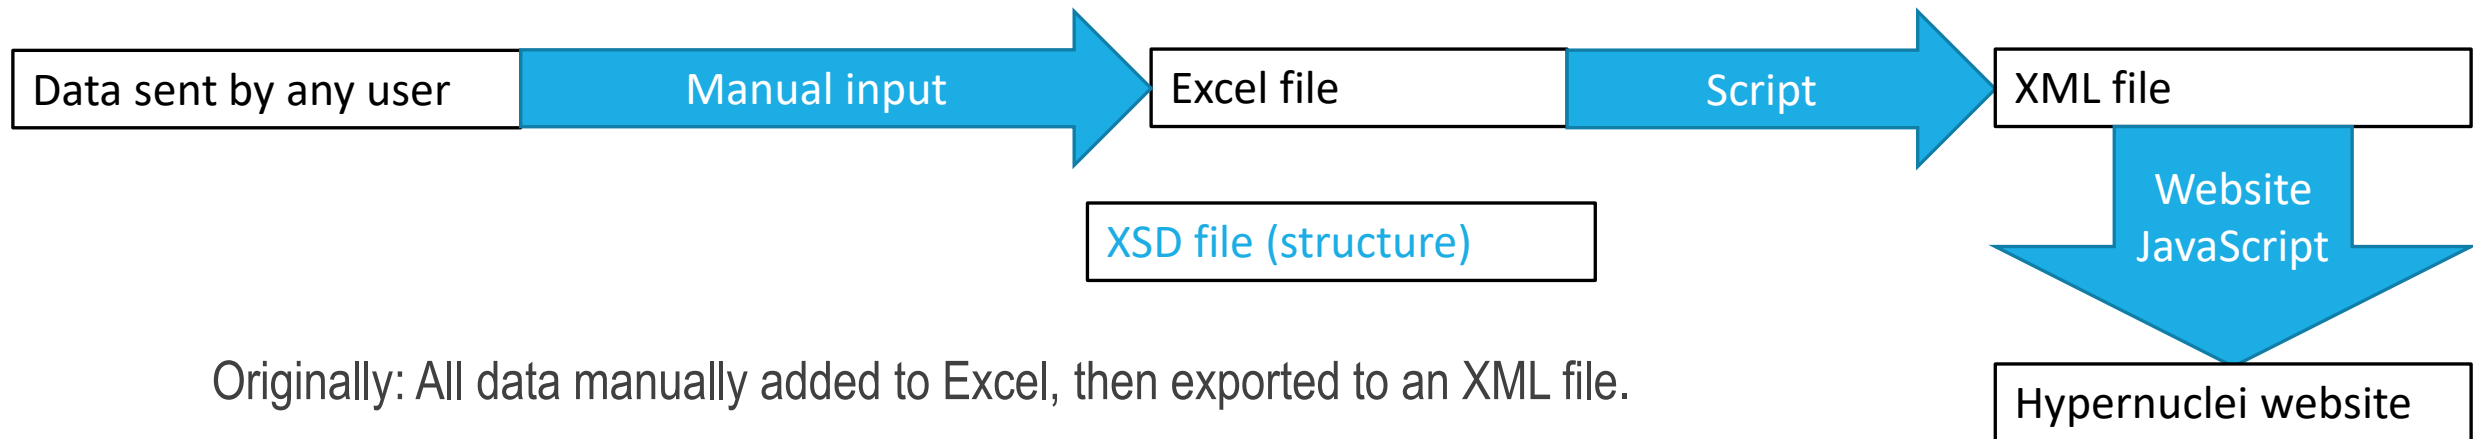 Data sent by any user
Manual input
Excel file
Script
XML file
XSD file (structure)
Website
JavaScript
Originally: All data manually added to Excel, then exported to an XML file.
Hypernuclei website